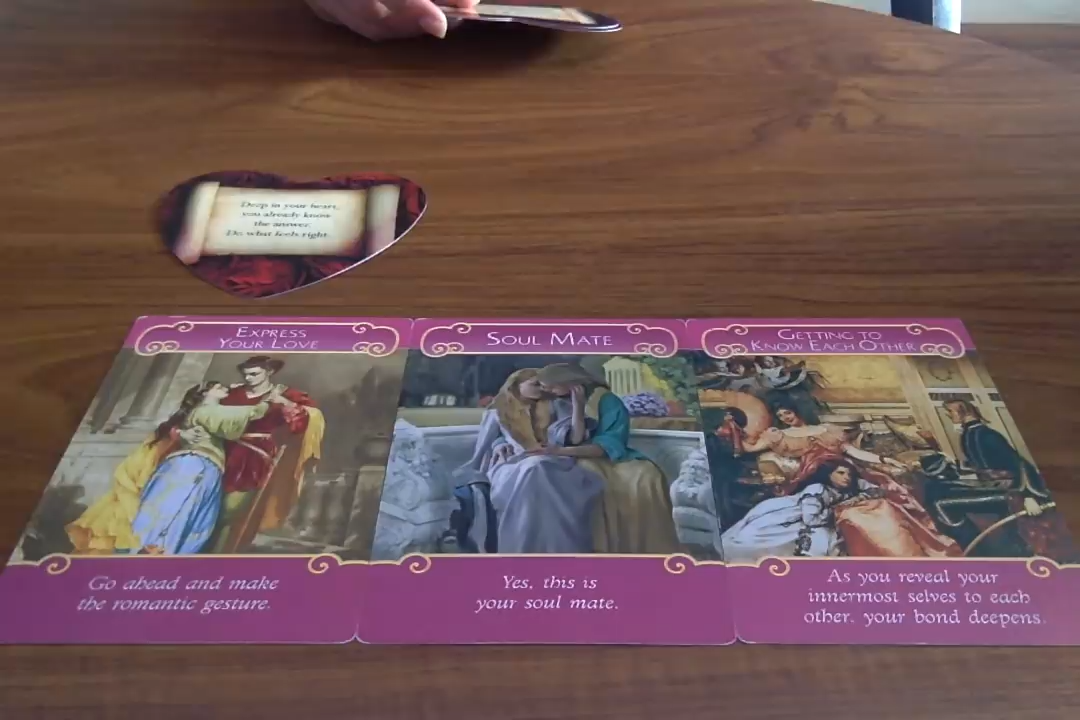 Deep in your heart,
you already know
the answer.
Do what feels right.
EXPRESS
YOUR LOVE
SOUL MATE
GETTING TO
KNOW EACH OTHER
Go ahead and make
the romantic gesture.
Yes, this is
your soul mate.
As you reveal your
innermost selves to each
other, your bond deepens.